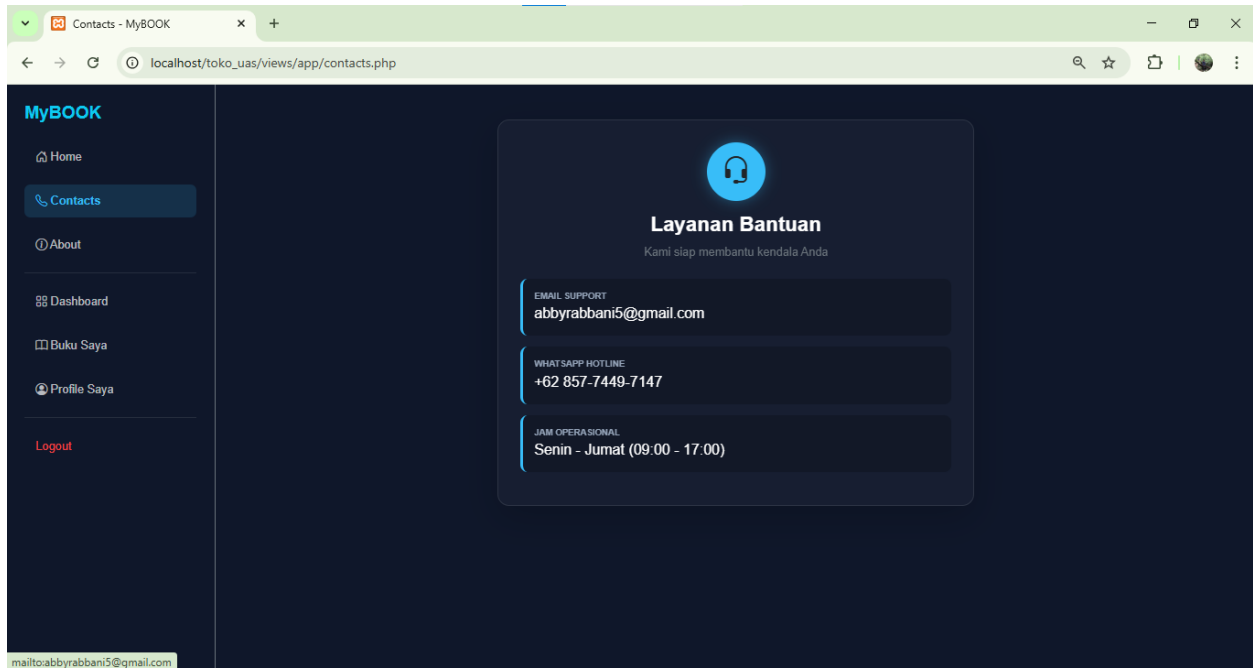 Contacts - MyBOOK
localhost/toko_uas/views/app/contacts.php
MyBOOK
Home
Contacts
About
Dashboard
Buku Saya
Profile Saya
Logout
Layanan Bantuan
Kami siap membantu kendala Anda
EMAIL SUPPORT
abbyrabbani5@gmail.com
WHATSAPP HOTLINE
+62 857-7449-7147
JAM OPERASIONAL
Senin - Jumat (09:00 - 17:00)
mailto:abbyrabbani5@gmail.com